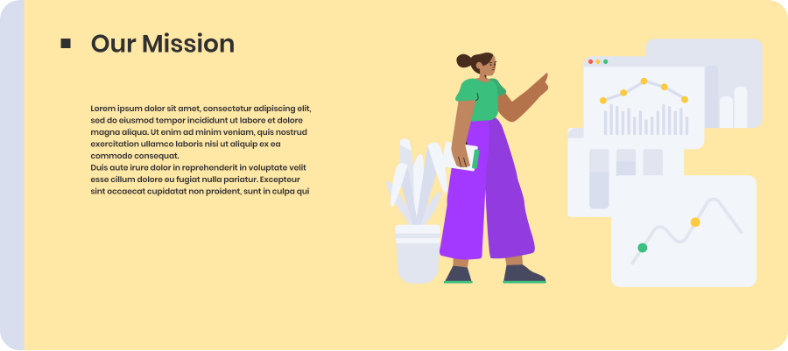 Our Mission
Lorem ipsum dolor sit amet, consectetur adipiscing elit,
sed do eiusmod tempor incididunt ut labore et dolore
magna aliqua. Ut enim ad minim veniam, quis nostrud
exercitation ullamco laboris nisi ut aliquip ex ea
commodo consequat.
Duis aute irure dolor in reprehenderit in voluptate velit
esse cillum dolore eu fugiat nulla pariatur. Excepteur
sint occaecat cupidatat non proident, sunt in culpa qui